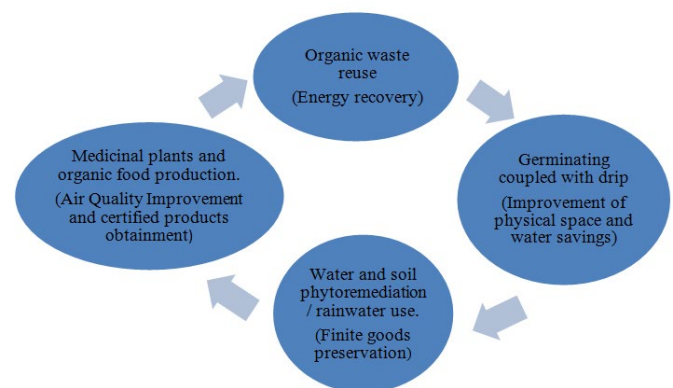 Organic waste
reuse
(Energy recovery)
Germinating
coupled with drip
(Improvement of
physical space and
water savings)
Water and soil
phytoremediation
/ rainwater use.
(Finite goods
preservation)
Medicinal plants and
organic food production.
(Air Quality Improvement
and certified products
obtainment)